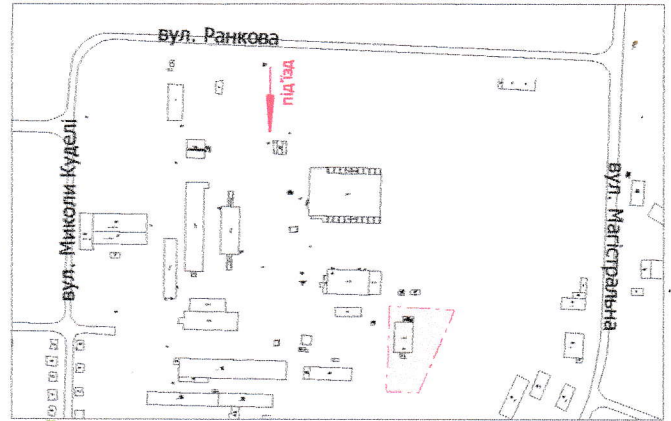 вул. Ранкова
під'їзд
вул. Миколи Куделі
вул. Магістральна